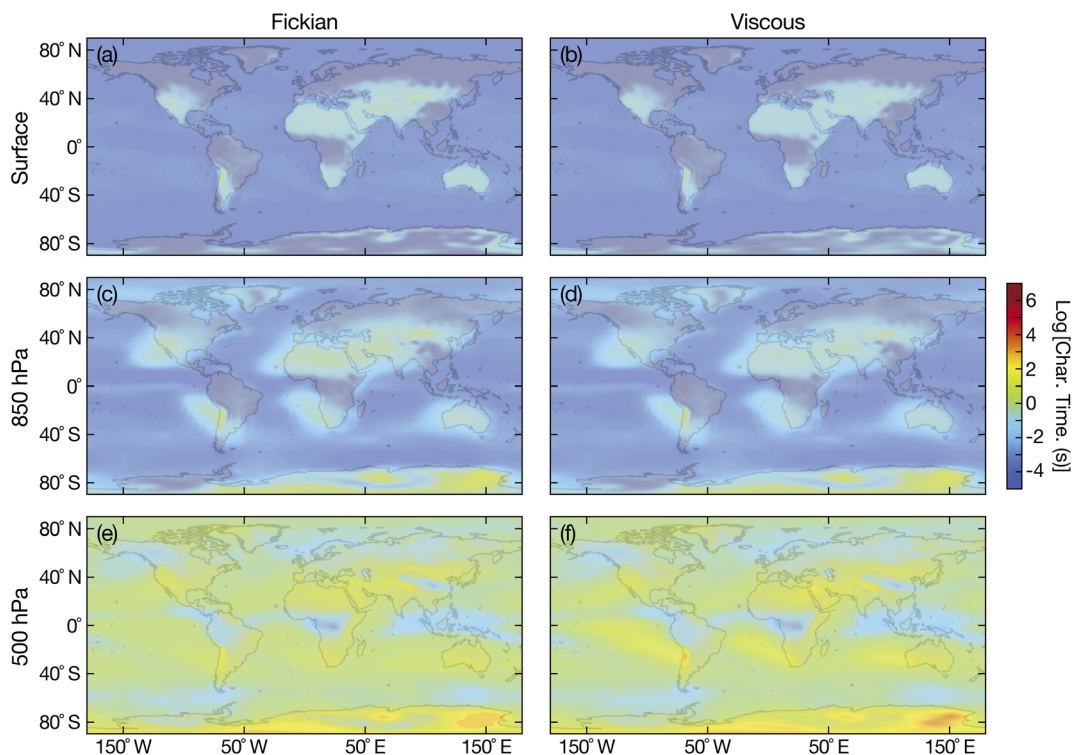 Fickian Viscous
(a) (b)
80° N
40° N
0°
40° S
80° S
Surface
(c) (d)
80° N
40° N
0°
40° S
80° S
850 hPa
6
4
2
0
-2
-4
Log[Char. Time. (s)]
(e) (f)
80° N
40° N
0°
40° S
80° S
500 hPa
150° W 50° W 50° E 150° E 150° W 50° W 50° E 150° E